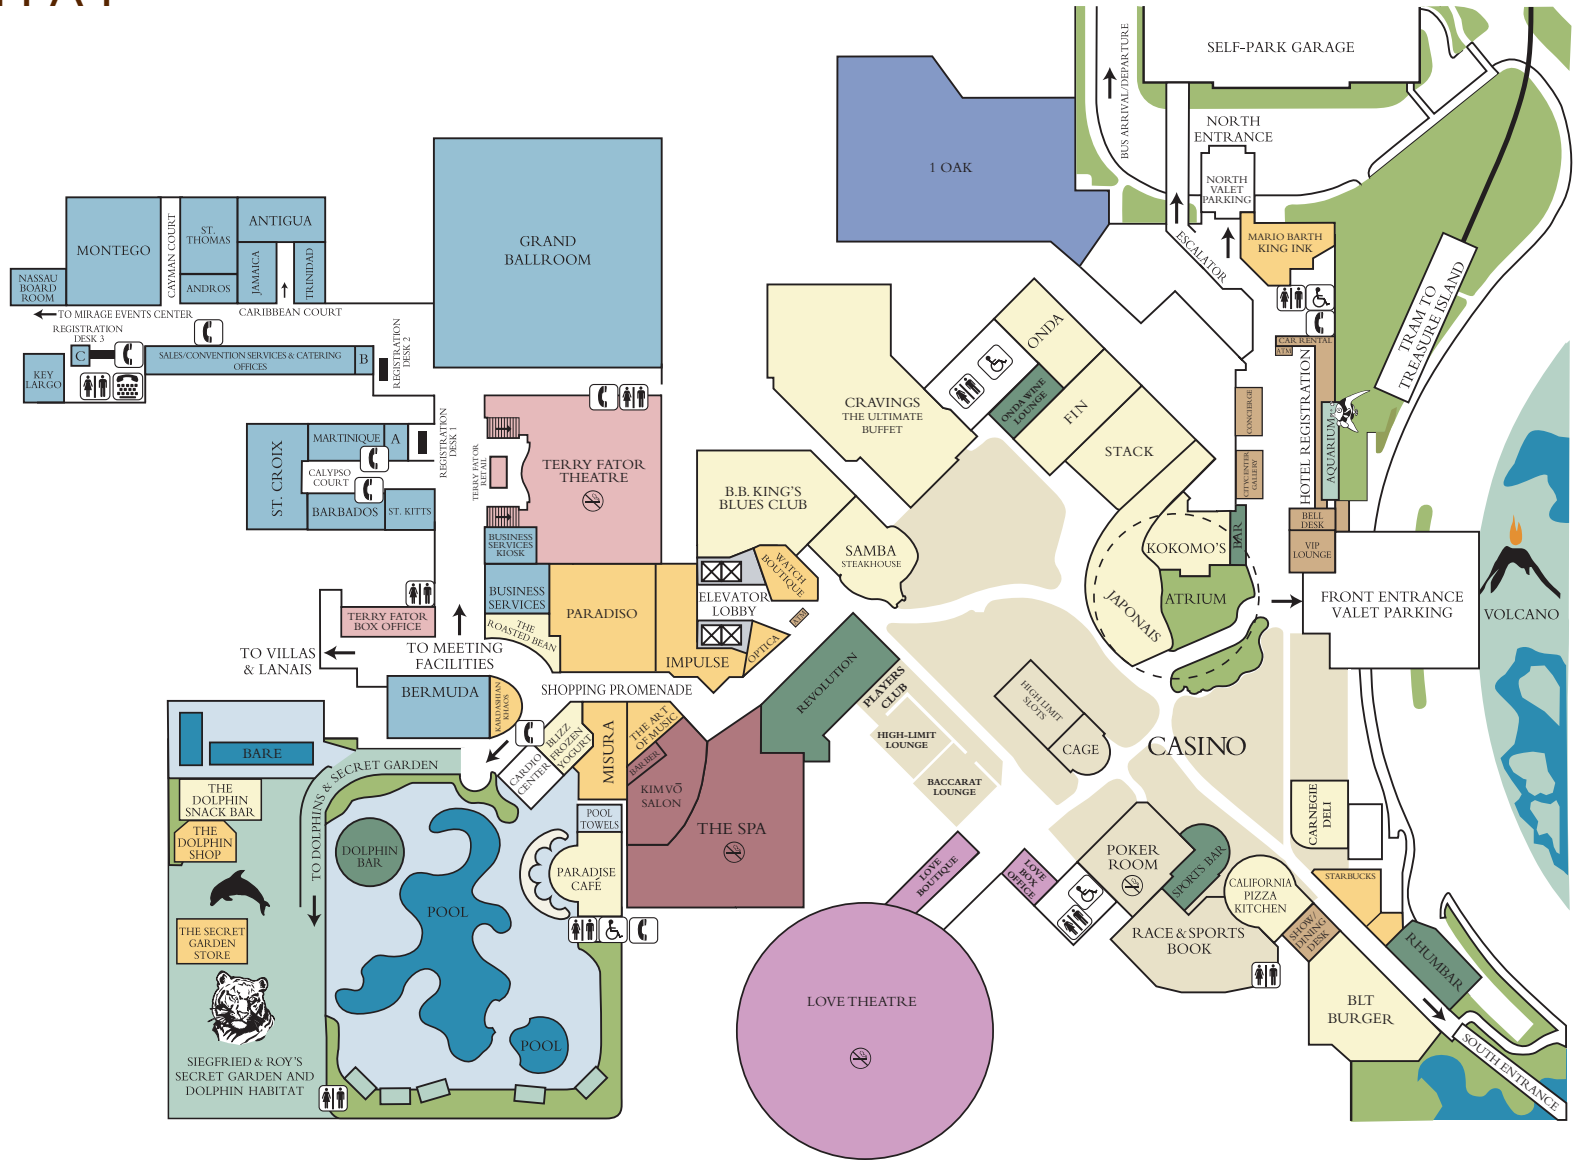 SELF-PARK GARAGE
BUS ARRIVAL/DEPARTURE
NORTH
ENTRANCE
NORTH
VALET
PARKING
ESCALATOR
MARIO BARTH
KING INK
1 OAK
GRAND
BALLROOM
MONTEGO
CAYMAN COURT
ST.
THOMAS
ANTIGUA
ANDROS
JAMAICA
TRINIDAD
NASSAU
BOARD
ROOM
TO MIRAGE EVENTS CENTER
CARIBBEAN COURT
REGISTRATION
DESK 3
C
SALES/CONVENTION SERVICES & CATERING
OFFICES
B
REGISTRATION
DESK 2
KEY
LARGO
ST. CROIX
MARTINIQUE
A
CALYPSO
COURT
BARBADOS
ST. KITTS
REGISTRATION
DESK 1
TERRY FATOR
RETAIL
TERRY FATOR
THEATRE
BUSINESS
SERVICES
KIOSK
BUSINESS
SERVICES
THE
ROASTED BEAN
PARADISO
IMPULSE
ELEVATOR
LOBBY
WATCH
BOUTIQUE
OPTICA
ATM
B.B. KING'S
BLUES CLUB
SAMBA
STEAKHOUSE
CRAVINGS
THE ULTIMATE
BUFFET
ONDA
ONDA WINE
LOUNGE
FIN
STACK
JAPONAIS
KOKOMO'S
BAR
ATRIUM
CONCIERGE
CITYCENTER
GALLERY
CAR RENTAL
ATM
HOTEL REGISTRATION
AQUARIUM
BELL
DESK
VIP
LOUNGE
TRAM TO
TREASURE ISLAND
FRONT ENTRANCE
VALET PARKING
VOLCANO
TERRY FATOR
BOX OFFICE
TO VILLAS
& LANAIS
TO MEETING
FACILITIES
BERMUDA
KARDASHIAN
KHAOS
SHOPPING PROMENADE
REVOLUTION
PLAYERS
CLUB
HIGH-LIMIT
LOUNGE
BACCARAT
LOUNGE
HIGH LIMIT
SLOTS
CAGE
CASINO
BARE
TO DOLPHINS & SECRET GARDEN
CARDIO
CENTER
BLIZZ
FROZEN
YOGURT
MISURA
THE ART
OF MUSIC
BARBER
KIM VŌ
SALON
THE SPA
THE
DOLPHIN
SNACK BAR
THE
DOLPHIN
SHOP
DOLPHIN
BAR
POOL
TOWELS
PARADISE
CAFÉ
POOL
POOL
THE SECRET
GARDEN
STORE
SIEGFRIED & ROY'S
SECRET GARDEN AND
DOLPHIN HABITAT
LOVE
BOUTIQUE
LOVE
BOX
OFFICE
LOVE THEATRE
POKER
ROOM
SPORTS BAR
RACE & SPORTS
BOOK
CALIFORNIA
PIZZA
KITCHEN
SHOW/
DINING
DESK
CARNEGIE
DELI
STARBUCKS
RHUMBAR
BLT
BURGER
SOUTH ENTRANCE